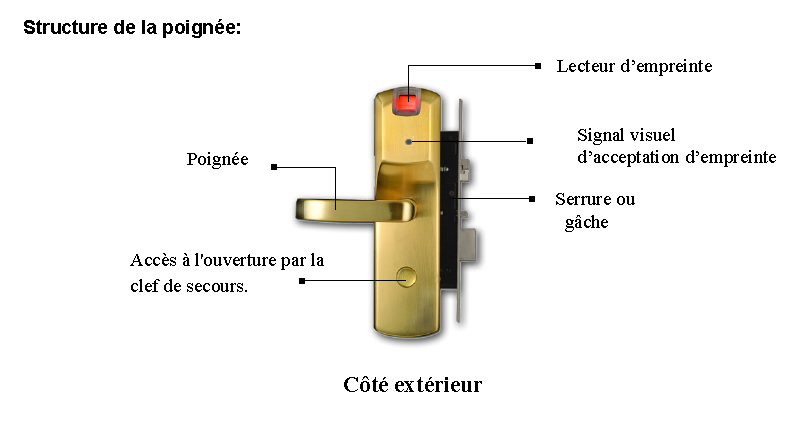 Structure de la poignée:
Lecteur d’empreinte
Signal visuel
d’acceptation d’empreinte
Poignée
Serrure ou
gâche
Accès à l'ouverture par la
clef de secours.
Côté extérieur